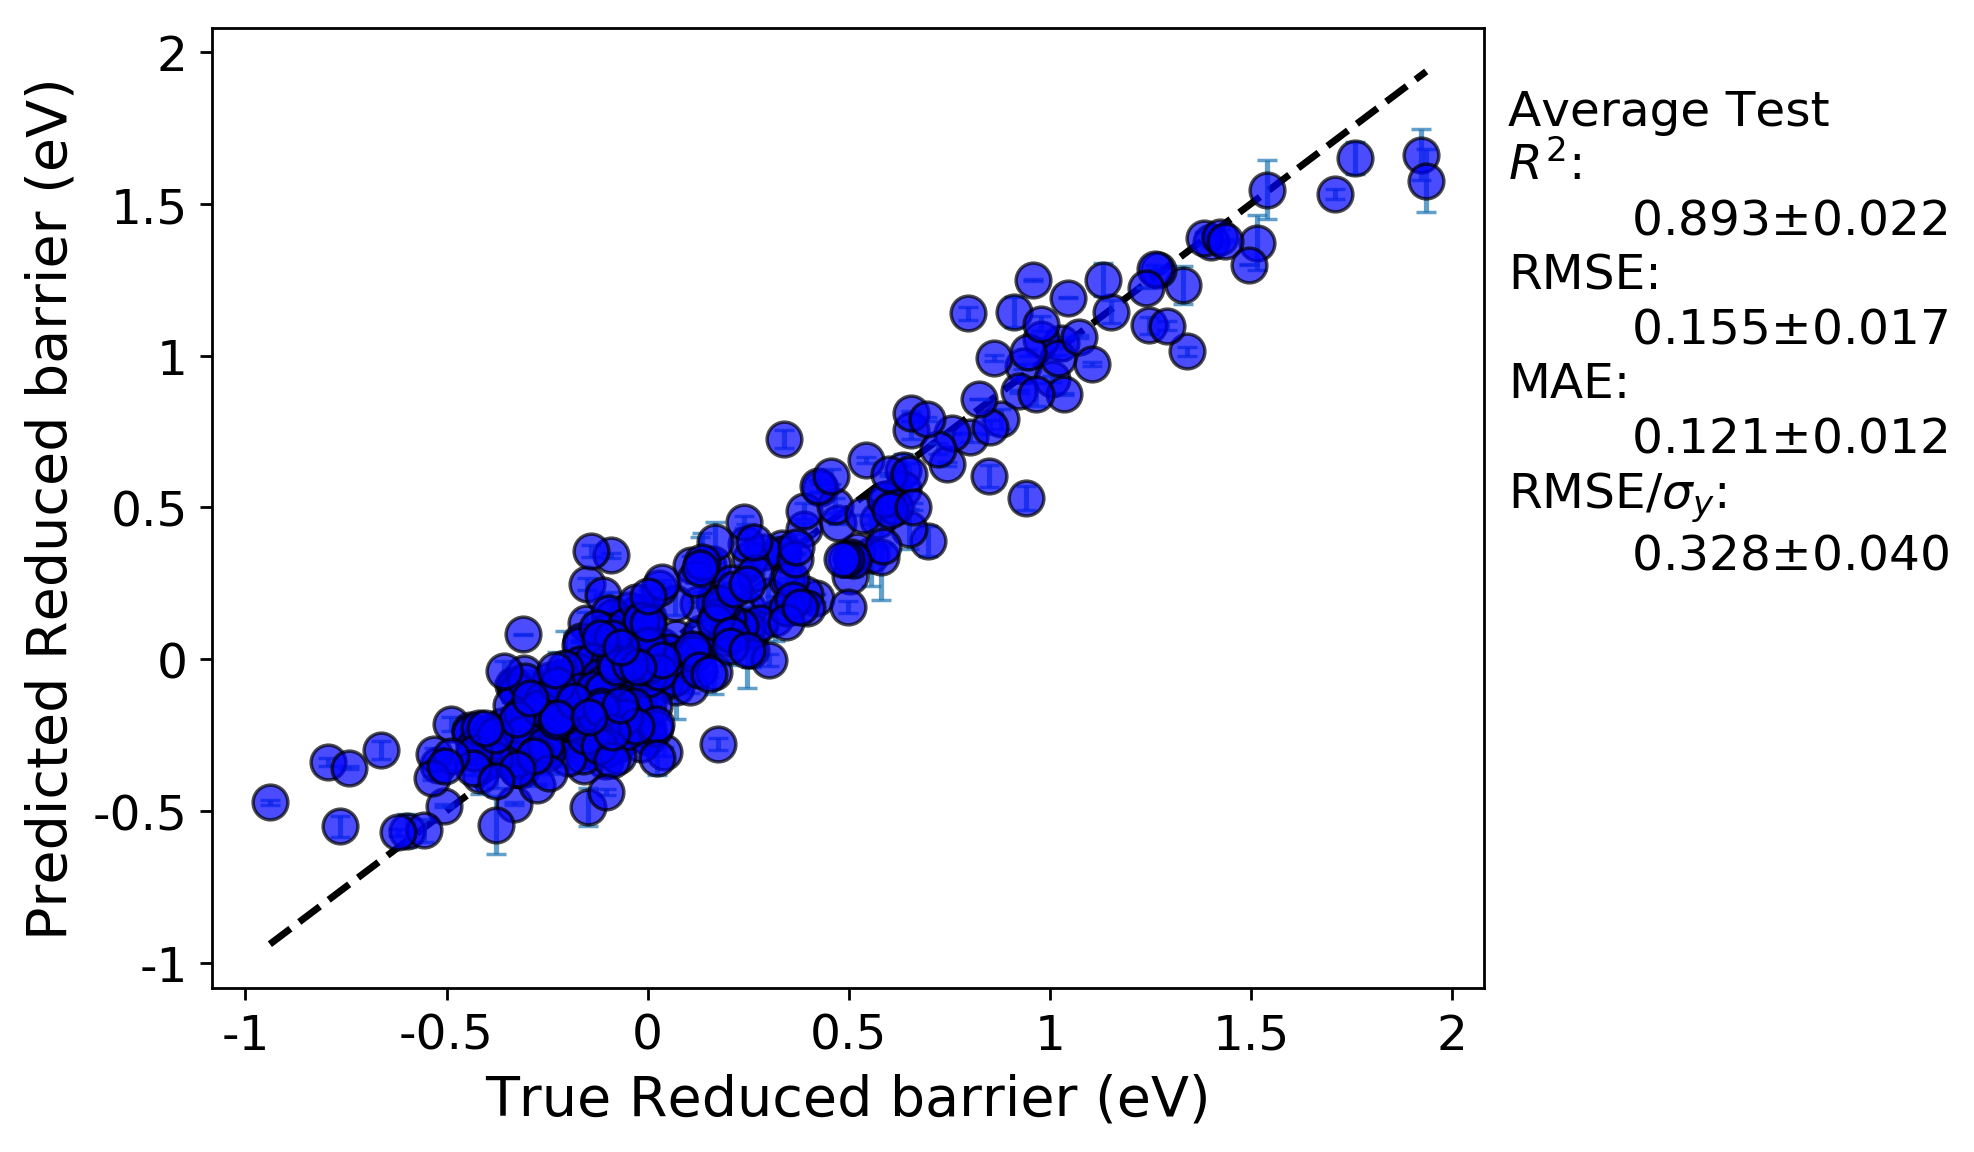 2
1.5
1
0.5
0
-0.5
-1
Predicted Reduced barrier (eV)
-1 -0.5 0 0.5 1 1.5 2
True Reduced barrier (eV)
Average Test
R²:
0.893±0.022
RMSE:
0.155±0.017
MAE:
0.121±0.012
RMSE/σy:
0.328±0.040